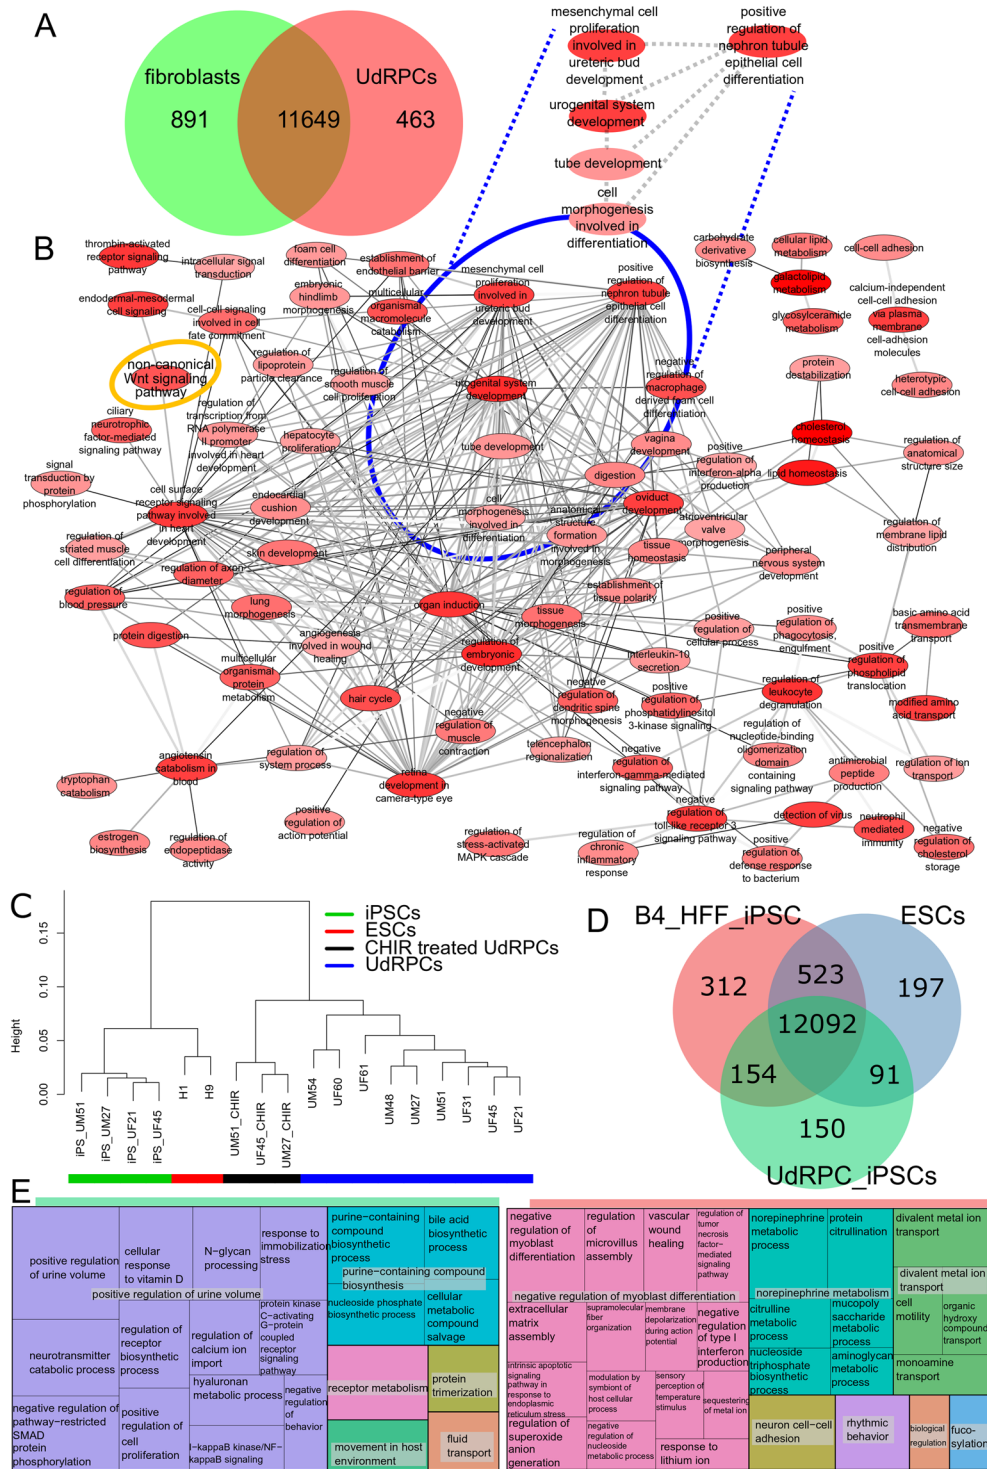 A
fibroblasts
UdRPCs
891
11649
463
mesenchymal cell
proliferation
involved in
ureteric bud
development
positive
regulation of
nephron tubule
epithelial cell
differentiation
urogenital system
development
tube development
cell
morphogenesis
involved in
differentiation
B
thrombin-activated
receptor signaling
pathway
intracellular signal
transduction
foam cell
differentiation
establishment of
endothelial barrier
mesenchymal cell
proliferation
involved in
ureteric bud
development
positive
regulation of
nephron tubule
epithelial cell
differentiation
carbohydrate
derivative
biosynthesis
cellular lipid
metabolism
cell-cell adhesion
endodermal-mesodermal
cell signaling
embryonic
hindlimb
morphogenesis
multicellular
organismal
macromolecule
catabolism
galactolipid
metabolism
calcium-independent
cell-cell adhesion
via plasma
membrane
cell-adhesion
molecules
cell-cell signaling
involved in cell
fate commitment
glycosylceramide
metabolism
non-canonical
Wnt signaling
pathway
regulation of
lipoprotein
particle clearance
regulation of
smooth muscle
cell proliferation
urogenital system
development
negative
regulation of
macrophage
derived foam cell
differentiation
protein
destabilization
heterotypic
cell-cell adhesion
ciliary
neurotrophic
factor-mediated
signaling pathway
regulation of
transcription from
RNA polymerase
II promoter
involved in heart
development
hepatocyte
proliferation
tube development
vagina
development
cholesterol
homeostasis
regulation of
anatomical
structure size
signal
transduction by
protein
phosphorylation
positive
regulation of
interferon-alpha
production
digestion
lipid homeostasis
cell surface
receptor signaling
pathway involved
in heart
development
endocardial
cushion
development
cell
morphogenesis
involved in
differentiation
anatomical
structure
formation
involved in
morphogenesis
oviduct
development
atrioventricular
valve
morphogenesis
regulation of
membrane lipid
distribution
regulation of
striated muscle
cell differentiation
skin development
tissue
homeostasis
peripheral
nervous system
development
regulation of axon
diameter
regulation of
blood pressure
establishment of
tissue polarity
lung
morphogenesis
organ induction
tissue
morphogenesis
positive
regulation of
cellular process
positive
regulation of
phagocytosis,
engulfment
basic amino acid
transmembrane
transport
protein digestion
angiogenesis
involved in wound
healing
regulation of
embryonic
development
interleukin-10
secretion
positive
regulation of
phospholipid
translocation
multicellular
organismal
protein
metabolism
hair cycle
negative
regulation of
dendritic spine
morphogenesis
positive
regulation of
phosphatidylinositol
3-kinase signaling
regulation of
leukocyte
degranulation
modified amino
acid transport
negative
regulation of
muscle
contraction
telencephalon
regionalization
regulation of
nucleotide-binding
oligomerization
domain
containing
signaling pathway
angiotensin
catabolism in
blood
regulation of
system process
negative
regulation of
interferon-gamma-mediated
signaling pathway
antimicrobial
peptide
production
regulation of ion
transport
tryptophan
catabolism
retina
development in
camera-type eye
positive
regulation of
action potential
negative
regulation of
toll-like receptor 3
signaling pathway
detection of virus
neutrophil
mediated
immunity
negative
regulation of
cholesterol
storage
estrogen
biosynthesis
regulation of
endopeptidase
activity
regulation of
stress-activated
MAPK cascade
chronic
inflammatory
response
positive
regulation of
defense response
to bacterium
C
iPSCs
ESCs
CHIR treated UdRPCs
UdRPCs
Height
0.15
0.10
0.05
0.00
iPS_UM51
iPS_UM27
iPS_UF21
iPS_UF45
H1
H9
UM51_CHIR
UF45_CHIR
UM27_CHIR
UM54
UF60
UF61
UM48
UM27
UM51
UF31
UF45
UF21
D
B4_HFF_iPSC
ESCs
312
523
197
12092
154
91
150
UdRPC_iPSCs
E
positive regulation
of urine volume
cellular
response
to vitamin D
N-glycan
processing
response to
immobilization
stress
positive regulation of urine volume
neurotransmitter
catabolic process
regulation of
receptor
biosynthetic
process
regulation of
calcium ion
import
protein kinase
C-activating
G-protein
coupled
receptor
signaling
pathway
negative regulation of
pathway-restricted
SMAD
protein
phosphorylation
positive
regulation of
cell
proliferation
hyaluronan
metabolic process
negative
regulation
of
behavior
I-kappaB kinase/NF-
kappaB signaling
purine-containing
compound
biosynthetic
process
bile acid
biosynthetic
process
purine-containing compound
biosynthesis
nucleoside phosphate
biosynthetic process
cellular
metabolic
compound
salvage
receptor metabolism
protein
trimerization
movement in host
environment
fluid
transport
negative
regulation of
myoblast
differentiation
regulation
of
microvillus
assembly
vascular
wound
healing
regulation of
tumor
necrosis
factor-
mediated
signaling
pathway
negative regulation of myoblast differentiation
extracellular
matrix
assembly
supramolecular
fiber
organization
membrane
depolarization
during action
potential
negative
regulation
of type I
interferon
production
intrinsic apoptotic
signaling
pathway in
response to
endoplasmic
reticulum stress
modulation by
symbiont of
host cellular
process
sensory
perception of
temperature
stimulus
sequestering
of metal ion
regulation of
superoxide
anion
generation
negative
regulation of
nucleoside
metabolic process
response to
lithium ion
norepinephrine
metabolic
process
protein
citrullination
norepinephrine metabolism
citrulline
metabolic
process
mucopoly
saccharide
metabolic
process
nucleoside
triphosphate
biosynthetic
process
aminoglycan
metabolic
process
divalent metal ion
transport
divalent metal ion
transport
cell
motility
organic
hydroxy
compound
transport
monoamine
transport
neuron cell-cell
adhesion
rhythmic
behavior
biological
regulation
fuco-
sylation